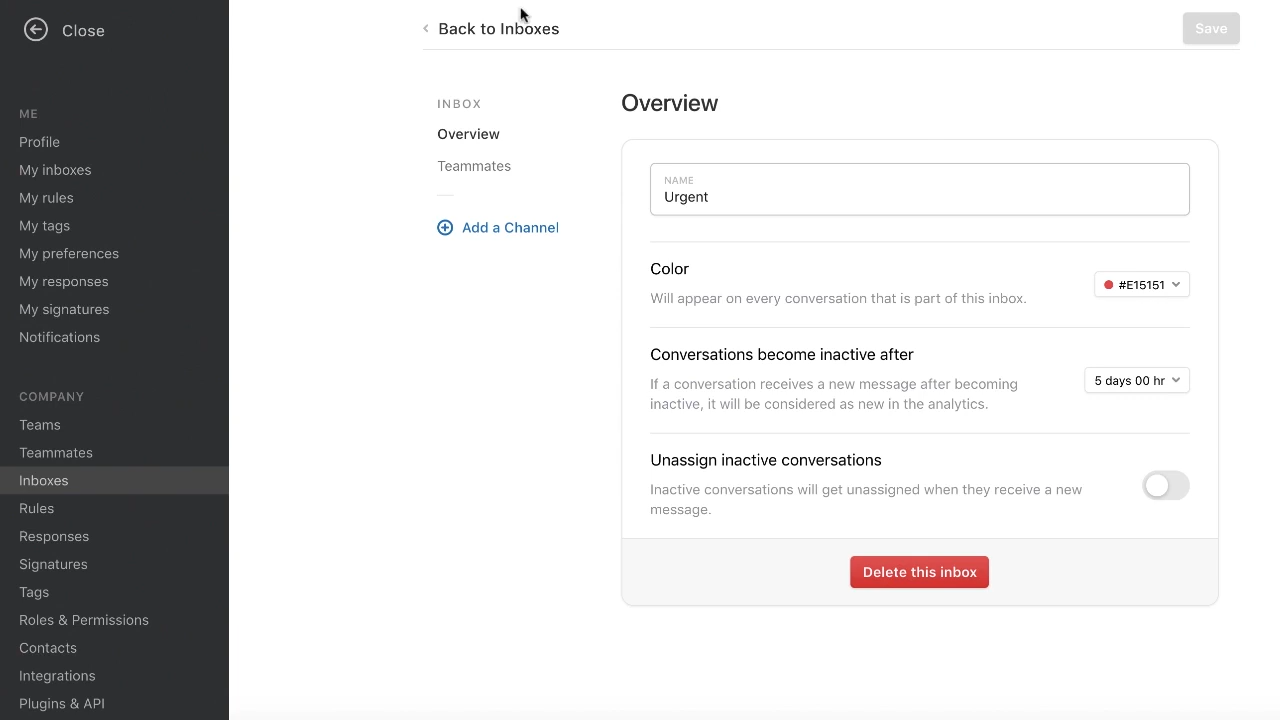 Close
ME
Profile
My inboxes
My rules
My tags
My preferences
My responses
My signatures
Notifications
COMPANY
Teams
Teammates
Inboxes
Rules
Responses
Signatures
Tags
Roles & Permissions
Contacts
Integrations
Plugins & API
Back to Inboxes
Save
INBOX
Overview
Teammates
Add a Channel
Overview
NAME
Urgent
Color
Will appear on every conversation that is part of this inbox.
#E15151
Conversations become inactive after
If a conversation receives a new message after becoming
inactive, it will be considered as new in the analytics.
5 days 00 hr
Unassign inactive conversations
Inactive conversations will get unassigned when they receive a new
message.
Delete this inbox